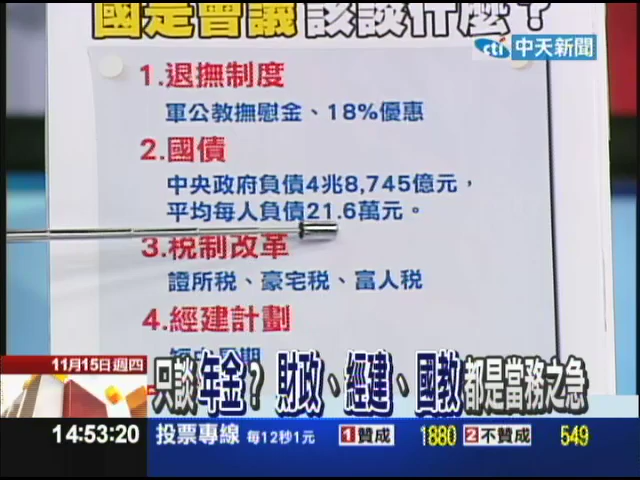 國是會議該談什麼?
cti 中天新聞
1.退撫制度
軍公教撫慰金、18%優惠
2.國債
中央政府負債4兆8,745億元，
平均每人負債21.6萬元。
3.稅制改革
證所稅、豪宅稅、富人稅
4.經建計劃
11月15日週四
只談年金? 財政、經建、國教都是當務之急
14:53:20
投票專線 每12秒1元 1贊成 1880 2不贊成 549